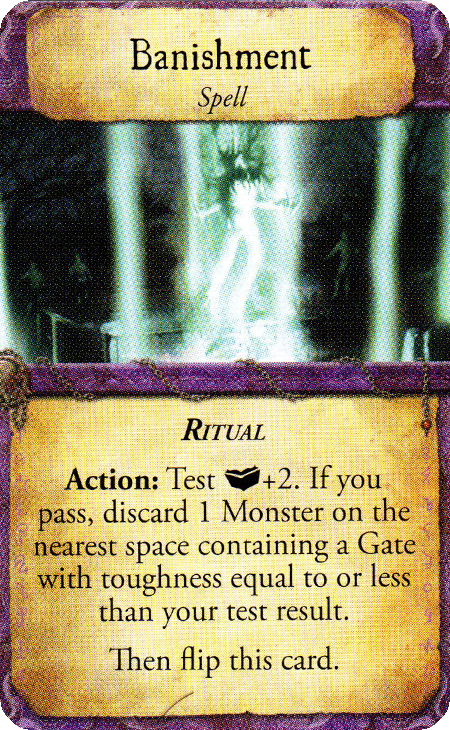 Banishment
Spell
RITUAL
Action: Test +2. If you
pass, discard 1 Monster on the
nearest space containing a Gate
with toughness equal to or less
than your test result.
Then flip this card.